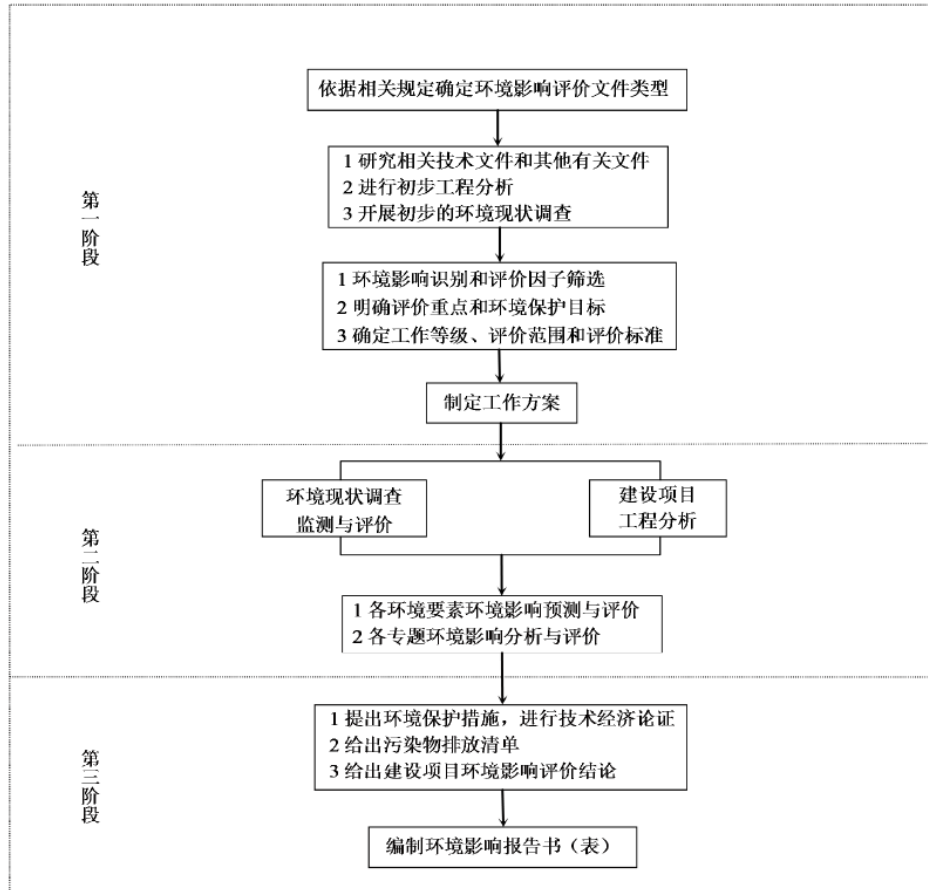 依据相关规定确定环境影响评价文件类型
第一阶段
1 研究相关技术文件和其他有关文件
2 进行初步工程分析
3 开展初步的环境现状调查
1 环境影响识别和评价因子筛选
2 明确评价重点和环境保护目标
3 确定工作等级、评价范围和评价标准
制定工作方案
第二阶段
环境现状调查
监测与评价
建设项目
工程分析
1 各环境要素环境影响预测与评价
2 各专题环境影响分析与评价
第三阶段
1 提出环境保护措施，进行技术经济论证
2 给出污染物排放清单
3 给出建设项目环境影响评价结论
编制环境影响报告书（表）